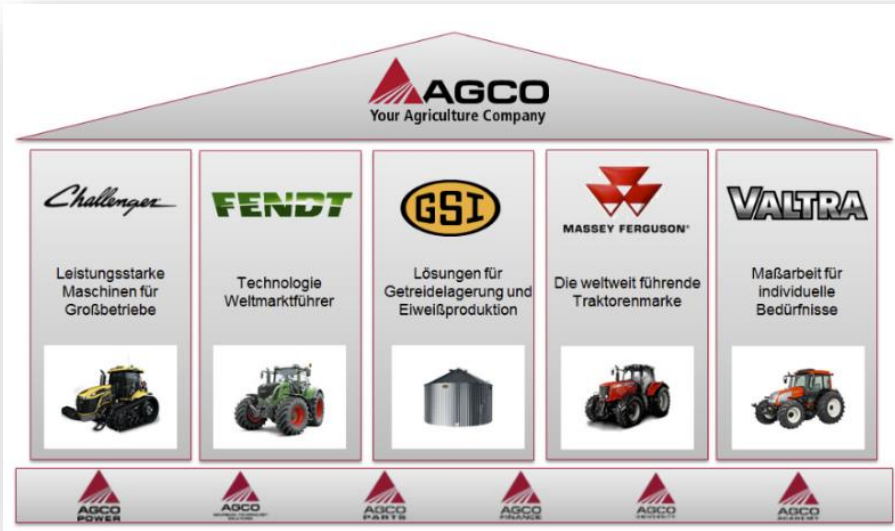 AGCO
Your Agriculture Company
Challenger
FENDT
GSI
MASSEY FERGUSON®
VALTRA
Leistungsstarke
Maschinen für
Großbetriebe
Technologie
Weltmarktführer
Lösungen für
Getreidelagerung und
Eiweißproduktion
Die weltweit führende
Traktorenmarke
Maßarbeit für
individuelle
Bedürfnisse
AGCO
POWER
AGCO
AGCO
PARTS
AGCO
FINANCE
AGCO
UNIVERSITY
AGCO
ACADEMY